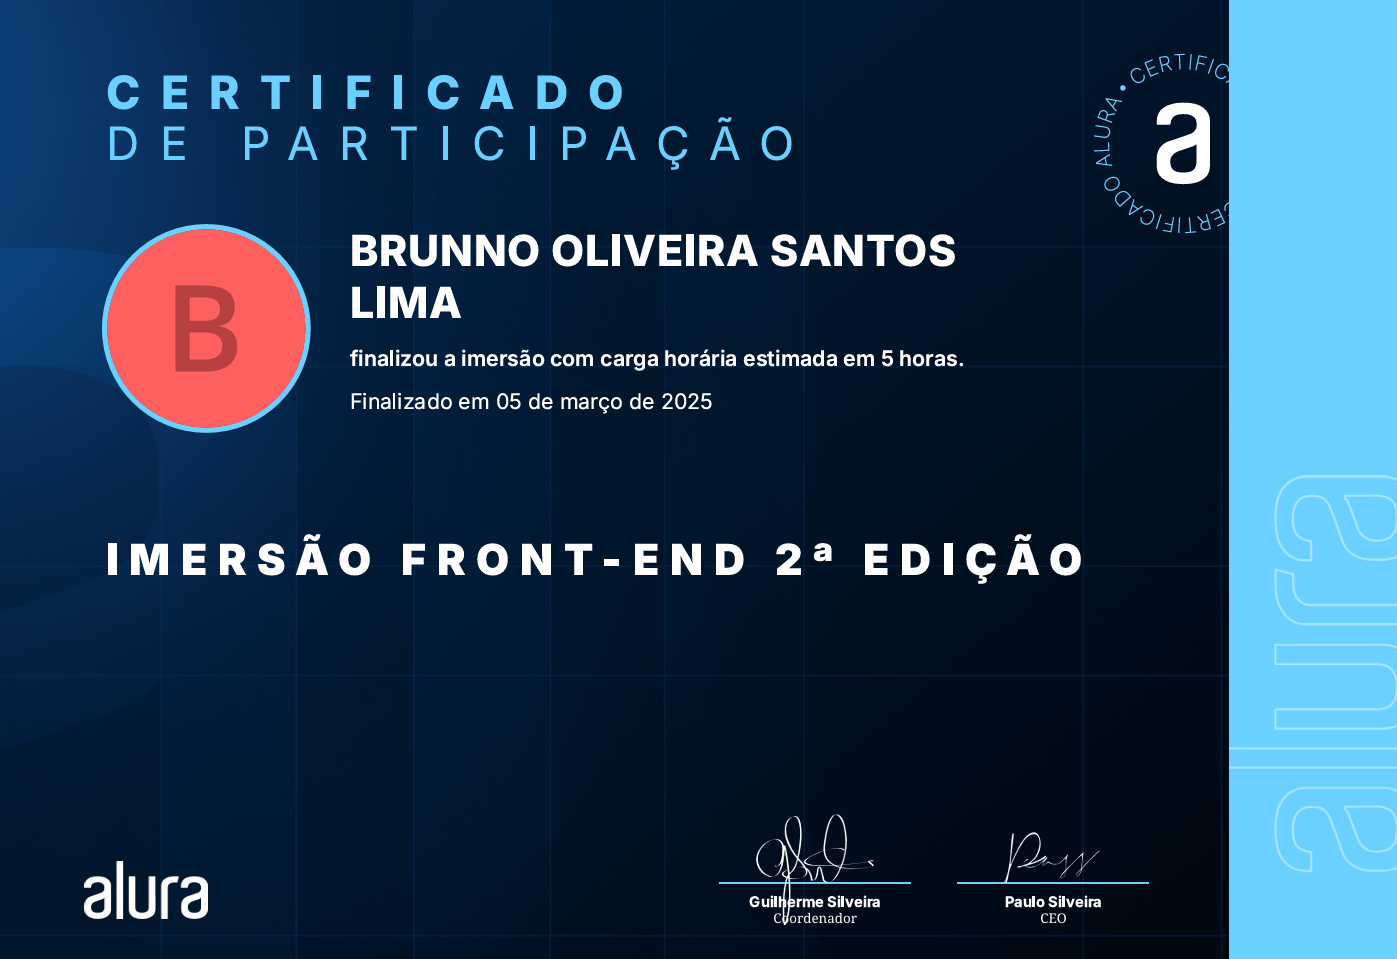 CERTIFICADO
DE PARTICIPAÇÃO
CERTIFICADO ALURA • CERTIFIC
a
B
BRUNNO OLIVEIRA SANTOS
LIMA
finalizou a imersão com carga horária estimada em 5 horas.
Finalizado em 05 de março de 2025
IMERSÃO FRONT-END 2ª EDIÇÃO
alura
Guilherme Silveira
Coordenador
Paulo Silveira
CEO
alura